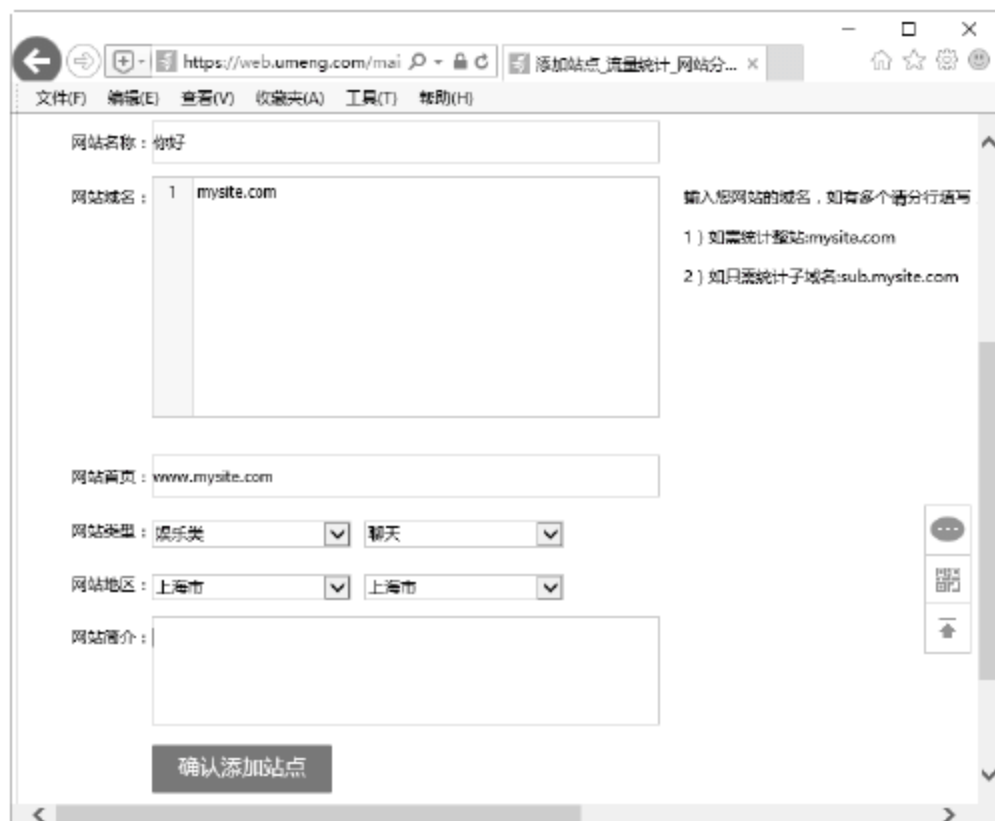 https://web.umeng.com/mai
添加站点_流量统计_网站分...
文件(F) 编辑(E) 查看(V) 收藏夹(A) 工具(T) 帮助(H)
网站名称：你好
网站域名：
1 mysite.com
输入您网站的域名，如有多个请分行填写
1）如需统计整站:mysite.com
2）如只需统计子域名:sub.mysite.com
网站首页：www.mysite.com
网站类型：娱乐类 聊天
网站地区：上海市 上海市
网站简介：
确认添加站点